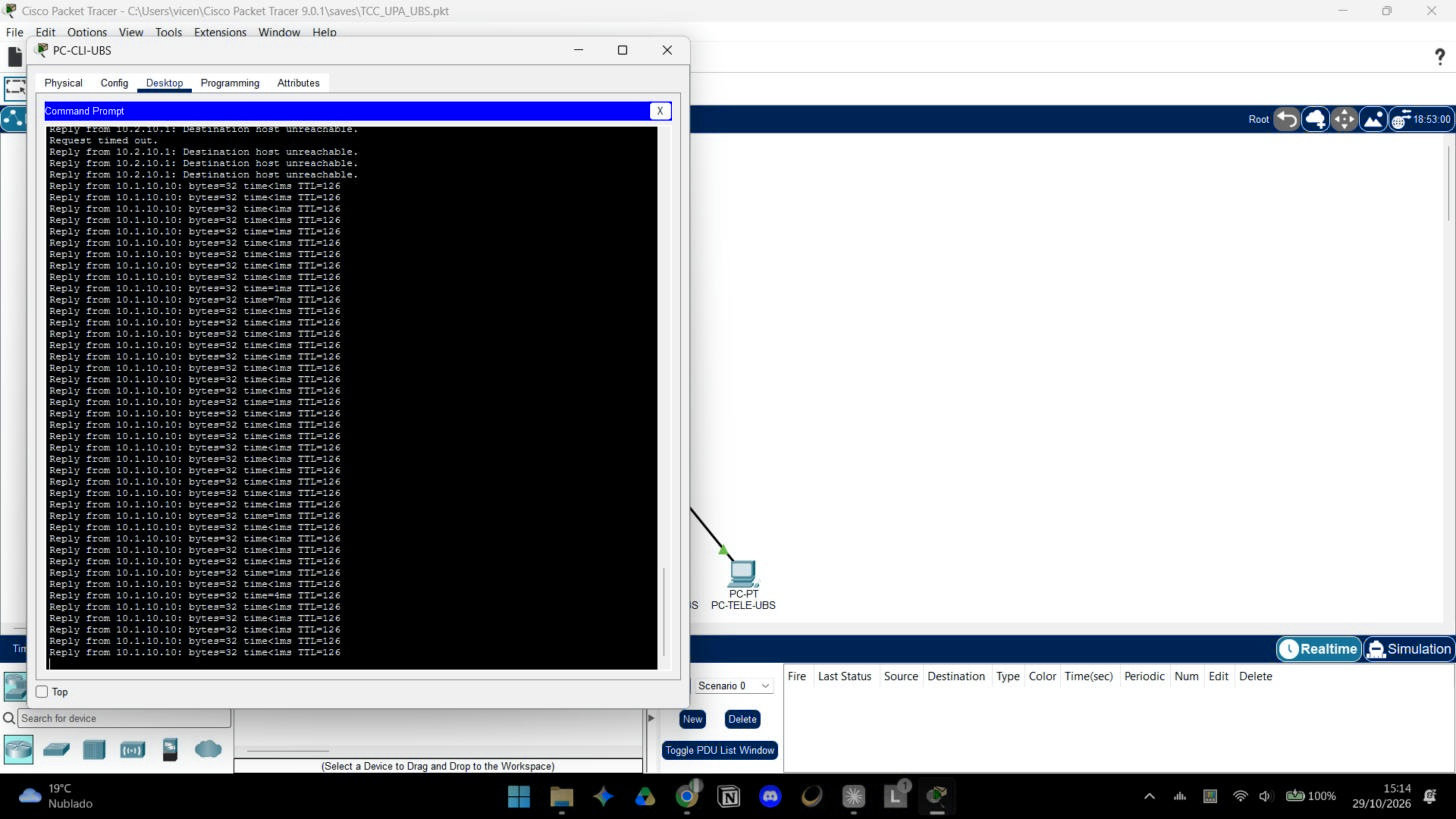 Cisco Packet Tracer - C:\Users\vicen\Cisco Packet Tracer 9.0.1\saves\TCC_UPA_UBS.pkt
File Edit Options View Tools Extensions Window Help
PC-CLI-UBS
Physical Config Desktop Programming Attributes
Command Prompt X
Root 18:53:00
Reply from 10.2.10.1: Destination host unreachable.
Request timed out.
Reply from 10.2.10.1: Destination host unreachable.
Reply from 10.2.10.1: Destination host unreachable.
Reply from 10.2.10.1: Destination host unreachable.
Reply from 10.1.10.10: bytes=32 time<1ms TTL=126
Reply from 10.1.10.10: bytes=32 time<1ms TTL=126
Reply from 10.1.10.10: bytes=32 time<1ms TTL=126
Reply from 10.1.10.10: bytes=32 time<1ms TTL=126
Reply from 10.1.10.10: bytes=32 time=1ms TTL=126
Reply from 10.1.10.10: bytes=32 time<1ms TTL=126
Reply from 10.1.10.10: bytes=32 time<1ms TTL=126
Reply from 10.1.10.10: bytes=32 time<1ms TTL=126
Reply from 10.1.10.10: bytes=32 time<1ms TTL=126
Reply from 10.1.10.10: bytes=32 time=1ms TTL=126
Reply from 10.1.10.10: bytes=32 time=7ms TTL=126
Reply from 10.1.10.10: bytes=32 time<1ms TTL=126
Reply from 10.1.10.10: bytes=32 time<1ms TTL=126
Reply from 10.1.10.10: bytes=32 time<1ms TTL=126
Reply from 10.1.10.10: bytes=32 time<1ms TTL=126
Reply from 10.1.10.10: bytes=32 time<1ms TTL=126
Reply from 10.1.10.10: bytes=32 time<1ms TTL=126
Reply from 10.1.10.10: bytes=32 time<1ms TTL=126
Reply from 10.1.10.10: bytes=32 time<1ms TTL=126
Reply from 10.1.10.10: bytes=32 time=1ms TTL=126
Reply from 10.1.10.10: bytes=32 time<1ms TTL=126
Reply from 10.1.10.10: bytes=32 time<1ms TTL=126
Reply from 10.1.10.10: bytes=32 time<1ms TTL=126
Reply from 10.1.10.10: bytes=32 time<1ms TTL=126
Reply from 10.1.10.10: bytes=32 time<1ms TTL=126
Reply from 10.1.10.10: bytes=32 time<1ms TTL=126
Reply from 10.1.10.10: bytes=32 time<1ms TTL=126
Reply from 10.1.10.10: bytes=32 time<1ms TTL=126
Reply from 10.1.10.10: bytes=32 time<1ms TTL=126
Reply from 10.1.10.10: bytes=32 time=1ms TTL=126
Reply from 10.1.10.10: bytes=32 time<1ms TTL=126
Reply from 10.1.10.10: bytes=32 time<1ms TTL=126
Reply from 10.1.10.10: bytes=32 time<1ms TTL=126
Reply from 10.1.10.10: bytes=32 time<1ms TTL=126
Reply from 10.1.10.10: bytes=32 time=1ms TTL=126
Reply from 10.1.10.10: bytes=32 time<1ms TTL=126
Reply from 10.1.10.10: bytes=32 time=4ms TTL=126
Reply from 10.1.10.10: bytes=32 time<1ms TTL=126
Reply from 10.1.10.10: bytes=32 time<1ms TTL=126
Reply from 10.1.10.10: bytes=32 time<1ms TTL=126
Reply from 10.1.10.10: bytes=32 time<1ms TTL=126
Reply from 10.1.10.10: bytes=32 time<1ms TTL=126
PC-PT
PC-TELE-UBS
Realtime Simulation
Top
Scenario 0
Fire Last Status Source Destination Type Color Time(sec) Periodic Num Edit Delete
Search for device
New Delete
Toggle PDU List Window
(Select a Device to Drag and Drop to the Workspace)
19°C
Nublado
1
100%
15:14
29/10/2026